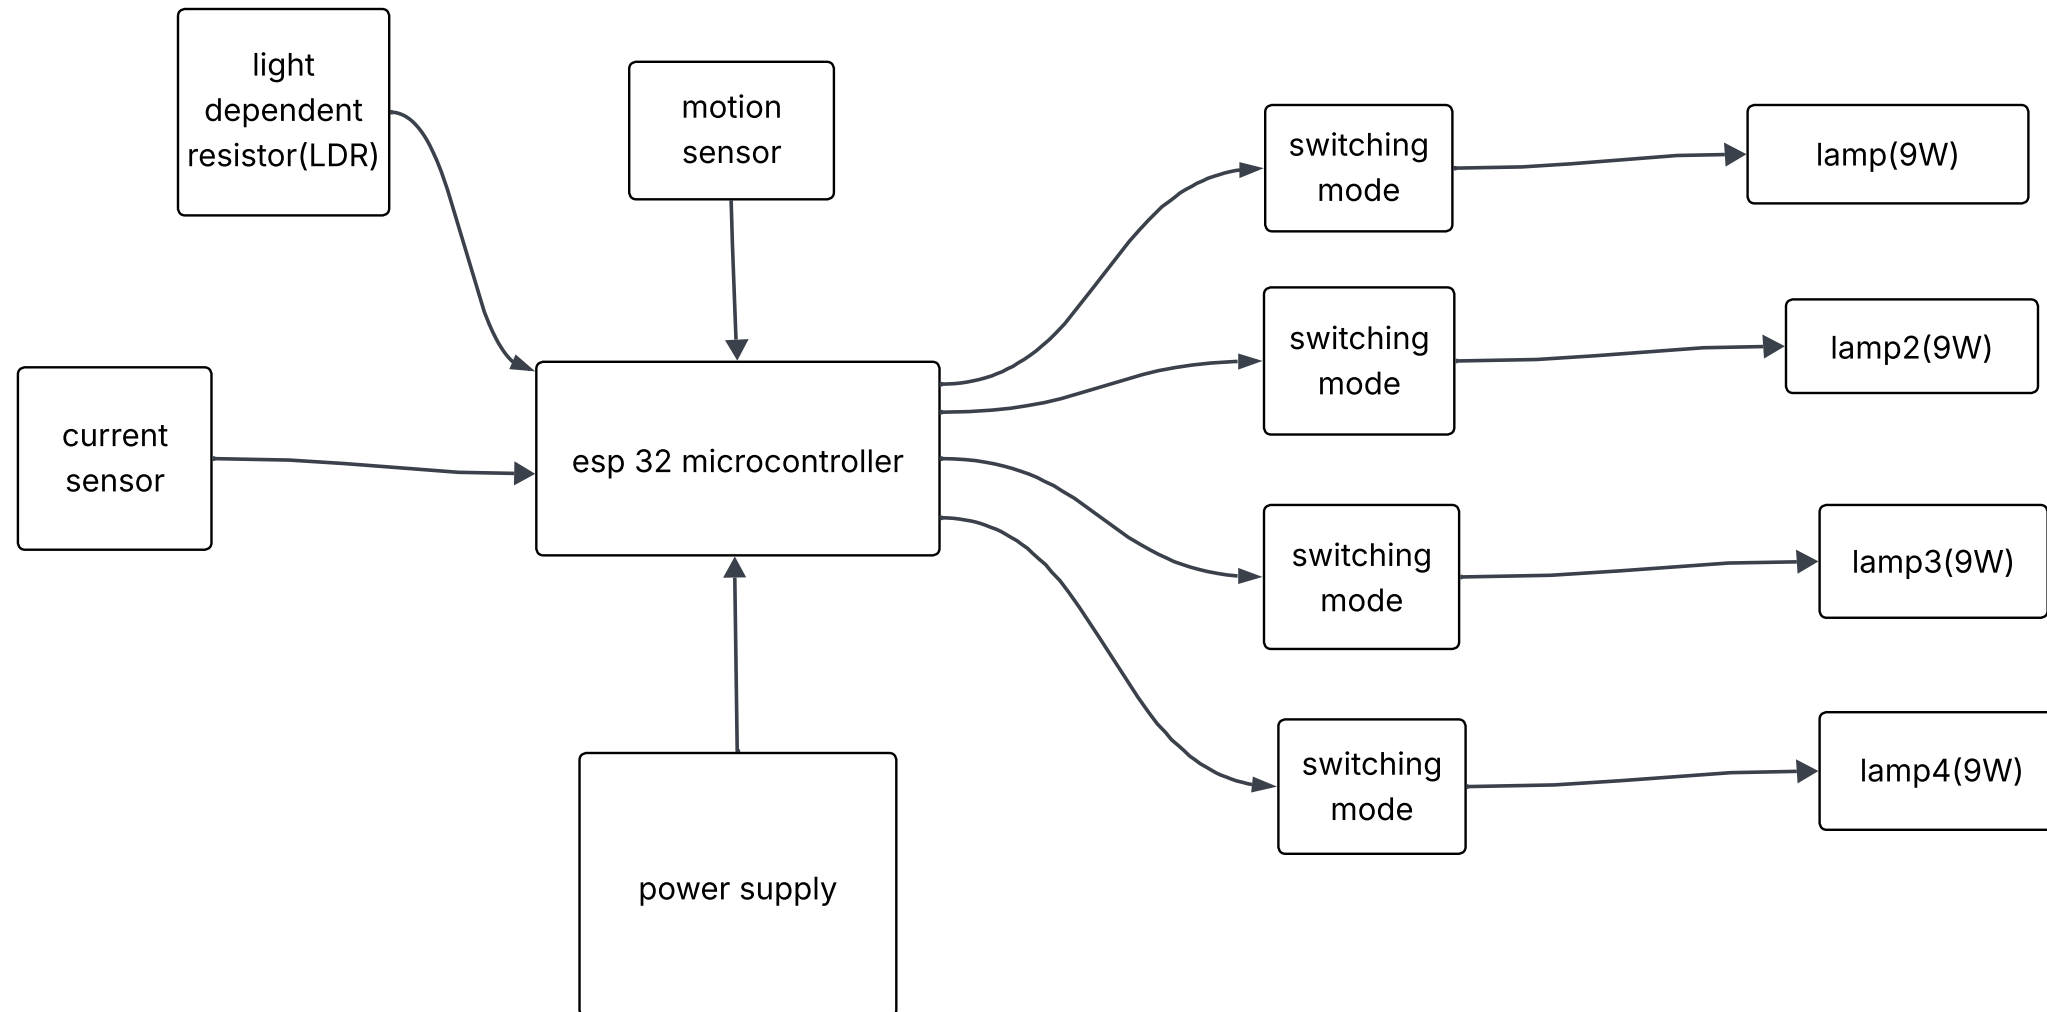 light
dependent
resistor(LDR)
motion
sensor
switching
mode
lamp(9W)
switching
mode
lamp2(9W)
current
sensor
esp 32 microcontroller
switching
mode
lamp3(9W)
switching
mode
lamp4(9W)
power supply